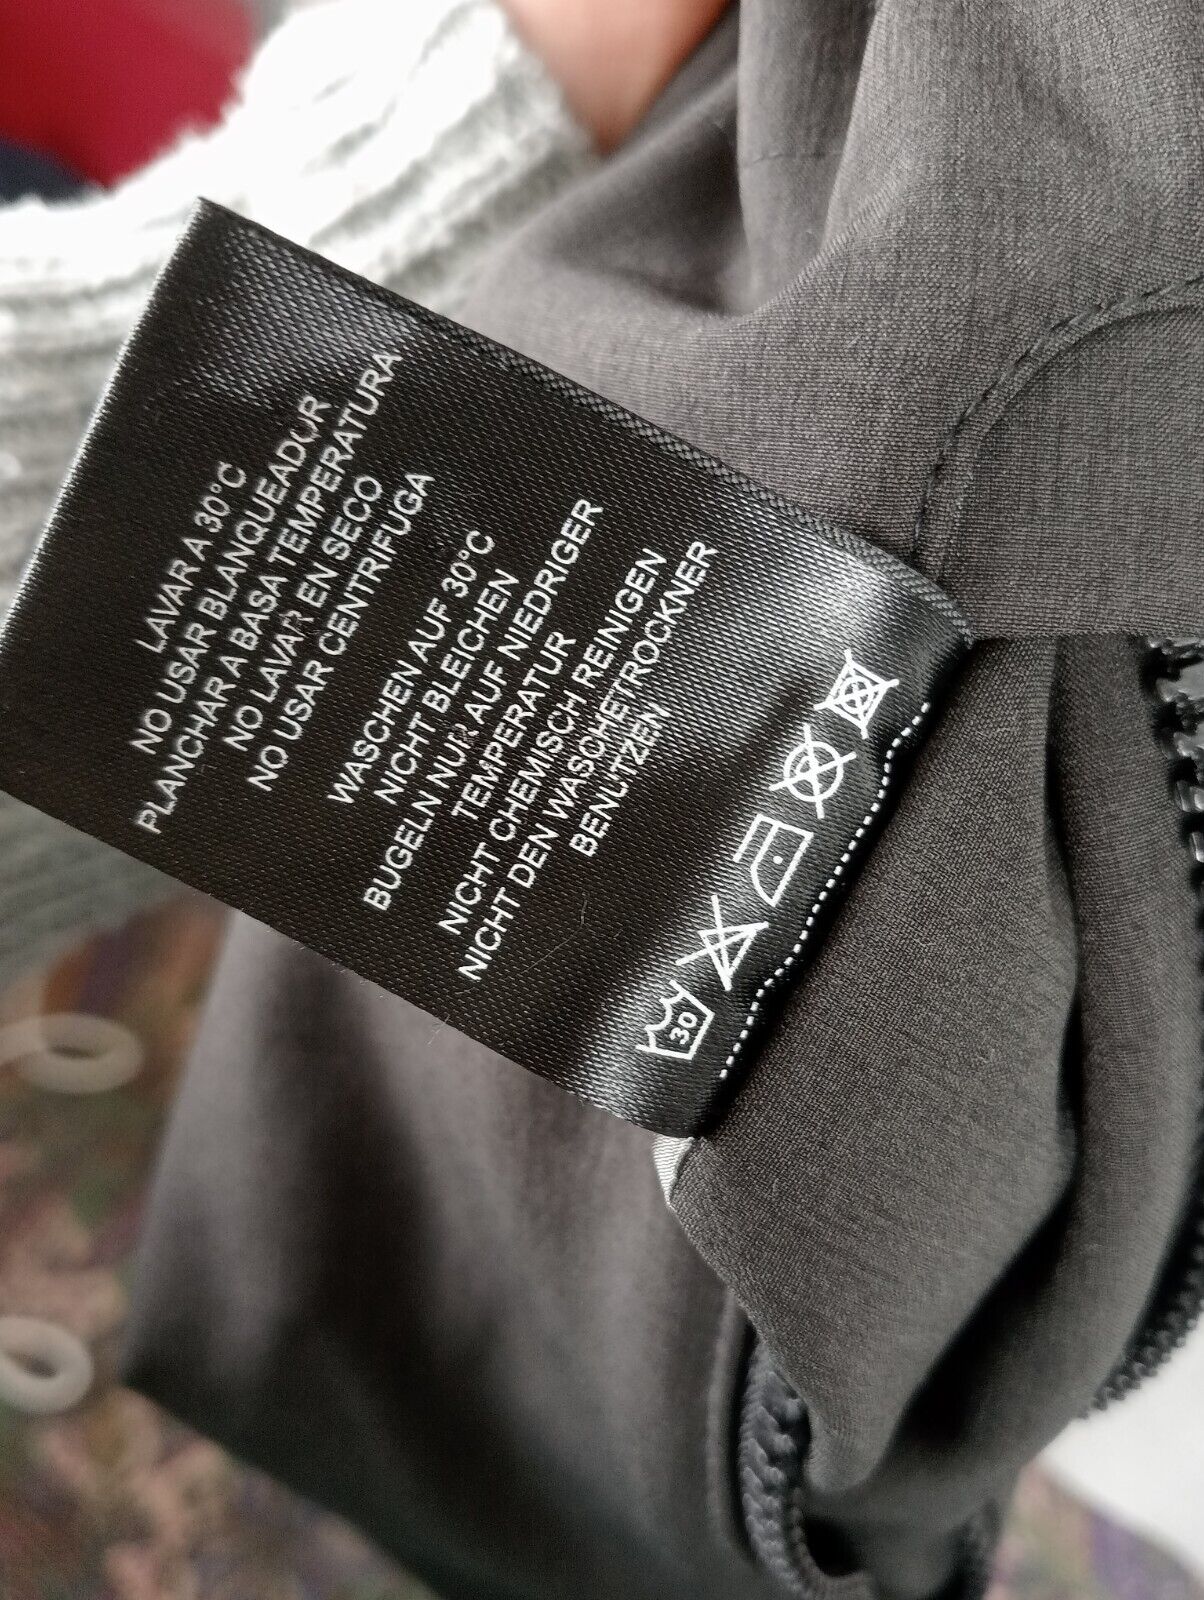 LAVAR A 30°C
NO USAR BLANQUEADOR
PLANCHAR A BASA TEMPERATURA
NO LAVAR EN SECO
NO USAR CENTRIFUGA
WASCHEN AUF 30°C
NICHT BLEICHEN
BUGELN NUR AUF NIEDRIGER
TEMPERATUR
NICHT CHEMISCH REINIGEN
NICHT DEN WASCHETROCKNER
BENUTZEN
30